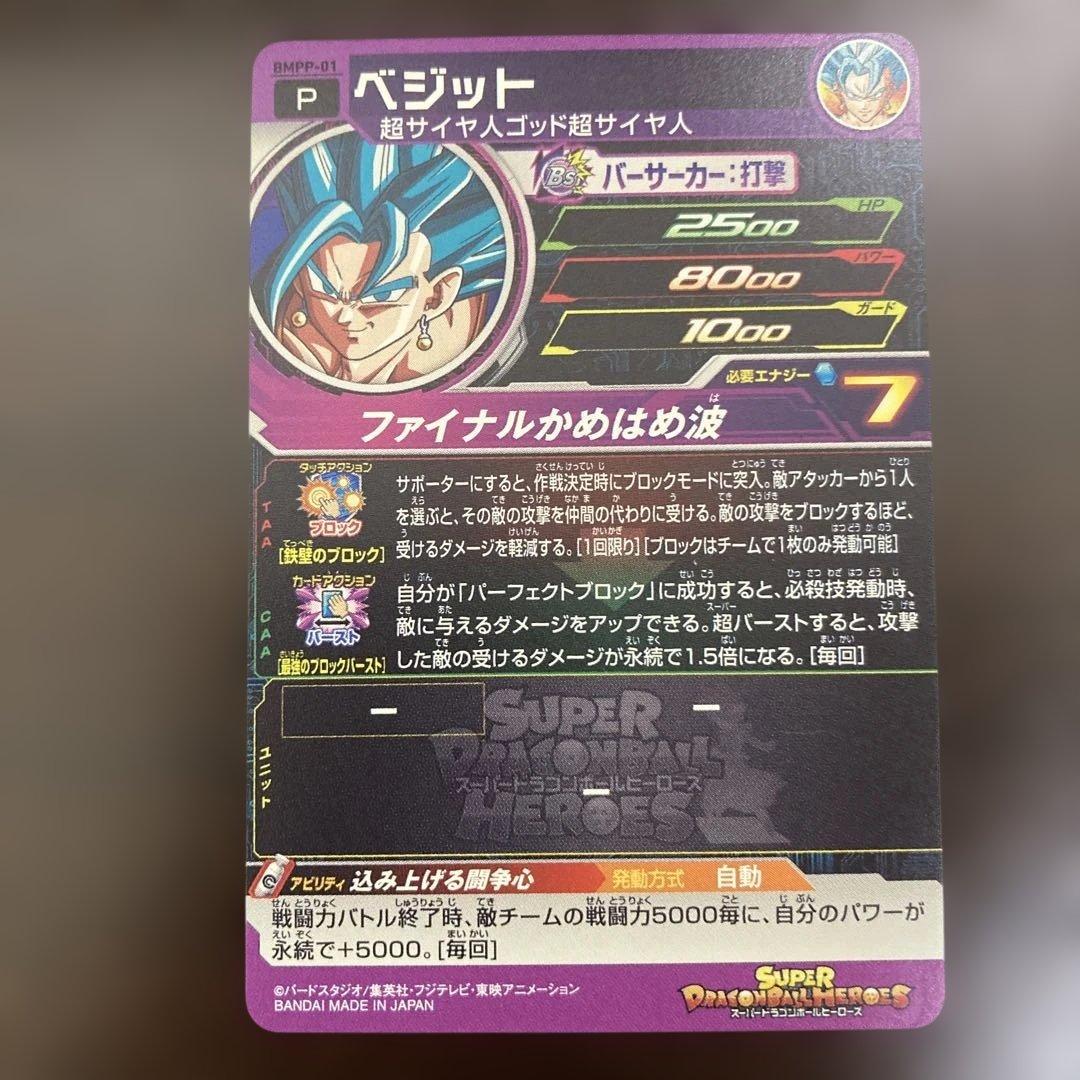 BMPP-01
P
ベジット
超サイヤ人ゴッド超サイヤ人
Bs バーサーカー:打撃
HP
2500
パワー
8000
ガード
1000
必要エナジー 7
ファイナルかめはめ波
TAA
タッチアクション
ブロック
[鉄壁のブロック]
サポーターにすると、作戦決定時にブロックモードに突入。敵アタッカーから1人
を選ぶと、その敵の攻撃を仲間の代わりに受ける。敵の攻撃をブロックするほど、
受けるダメージを軽減する。[1回限り][ブロックはチームで1枚のみ発動可能]
CAA
カードアクション
バースト
[最強のブロックバースト]
自分が「パーフェクトブロック」に成功すると、必殺技発動時、
敵に与えるダメージをアップできる。超バーストすると、攻撃
した敵の受けるダメージが永続で1.5倍になる。[毎回]
ユニット
ー
ー
ー
SUPER
DRAGONBALL
スーパードラゴンボールヒーローズ
HEROES
アビリティ 込み上げる闘争心 発動方式 自動
戦闘力バトル終了時、敵チームの戦闘力5000毎に、自分のパワーが
永続で+5000。[毎回]
©バードスタジオ/集英社・フジテレビ・東映アニメーション
BANDAI MADE IN JAPAN
SUPER
DRAGONBALL HEROES
スーパードラゴンボールヒーローズ